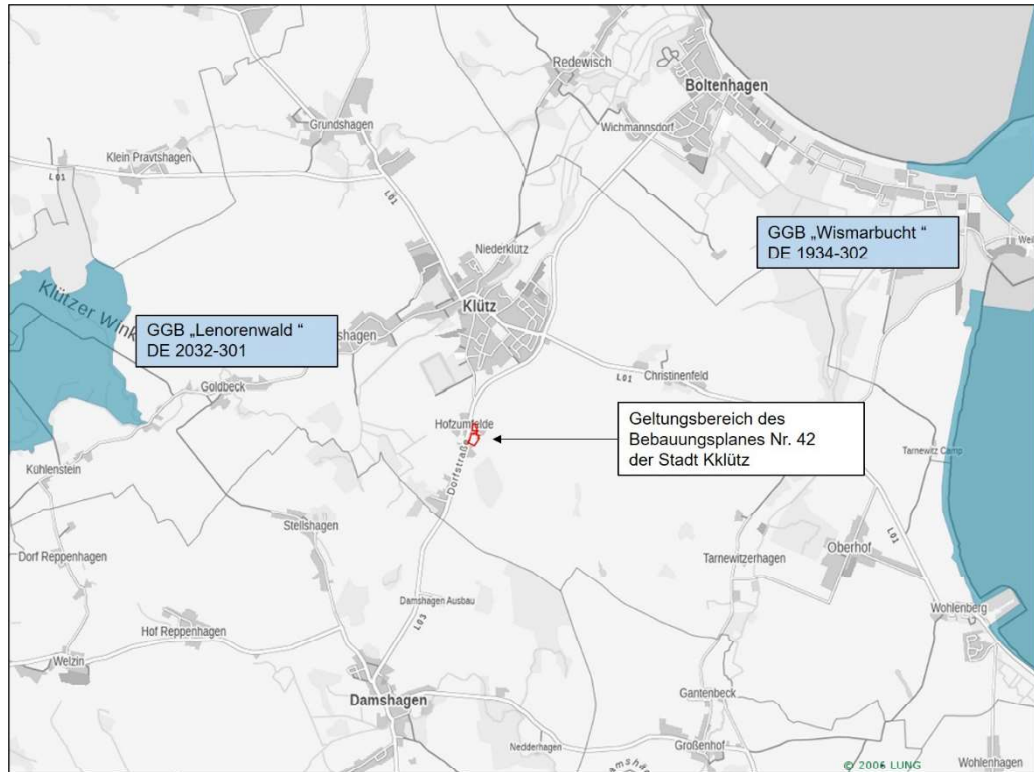 Redewisch
Boltenhagen
Grundshagen
Wichmannsdorf
Klein Pravtshagen
L01
L01
GGB „Wismarbucht “
DE 1934-302
Niederklütz
Klützer Wink
Klütz
GGB „Lenorenwald “
DE 2032-301
shagen
L01
Christinenfeld
Goldbeck
Hofzumfelde
Geltungsbereich des
Bebauungsplanes Nr. 42
der Stadt Kklütz
Kühlenstein
Dorfstraße
Tarnewitz Camp
Stellshagen
L01
Oberhof
Dorf Reppenhagen
Tarnewitzerhagen
Damshagen Ausbau
Wohlenberg
Hof Reppenhagen
L03
Welzin
Damshagen
Gantenbeck
Nedderhagen
Großenhof
© 2006 LUNG
Wohlenhagen